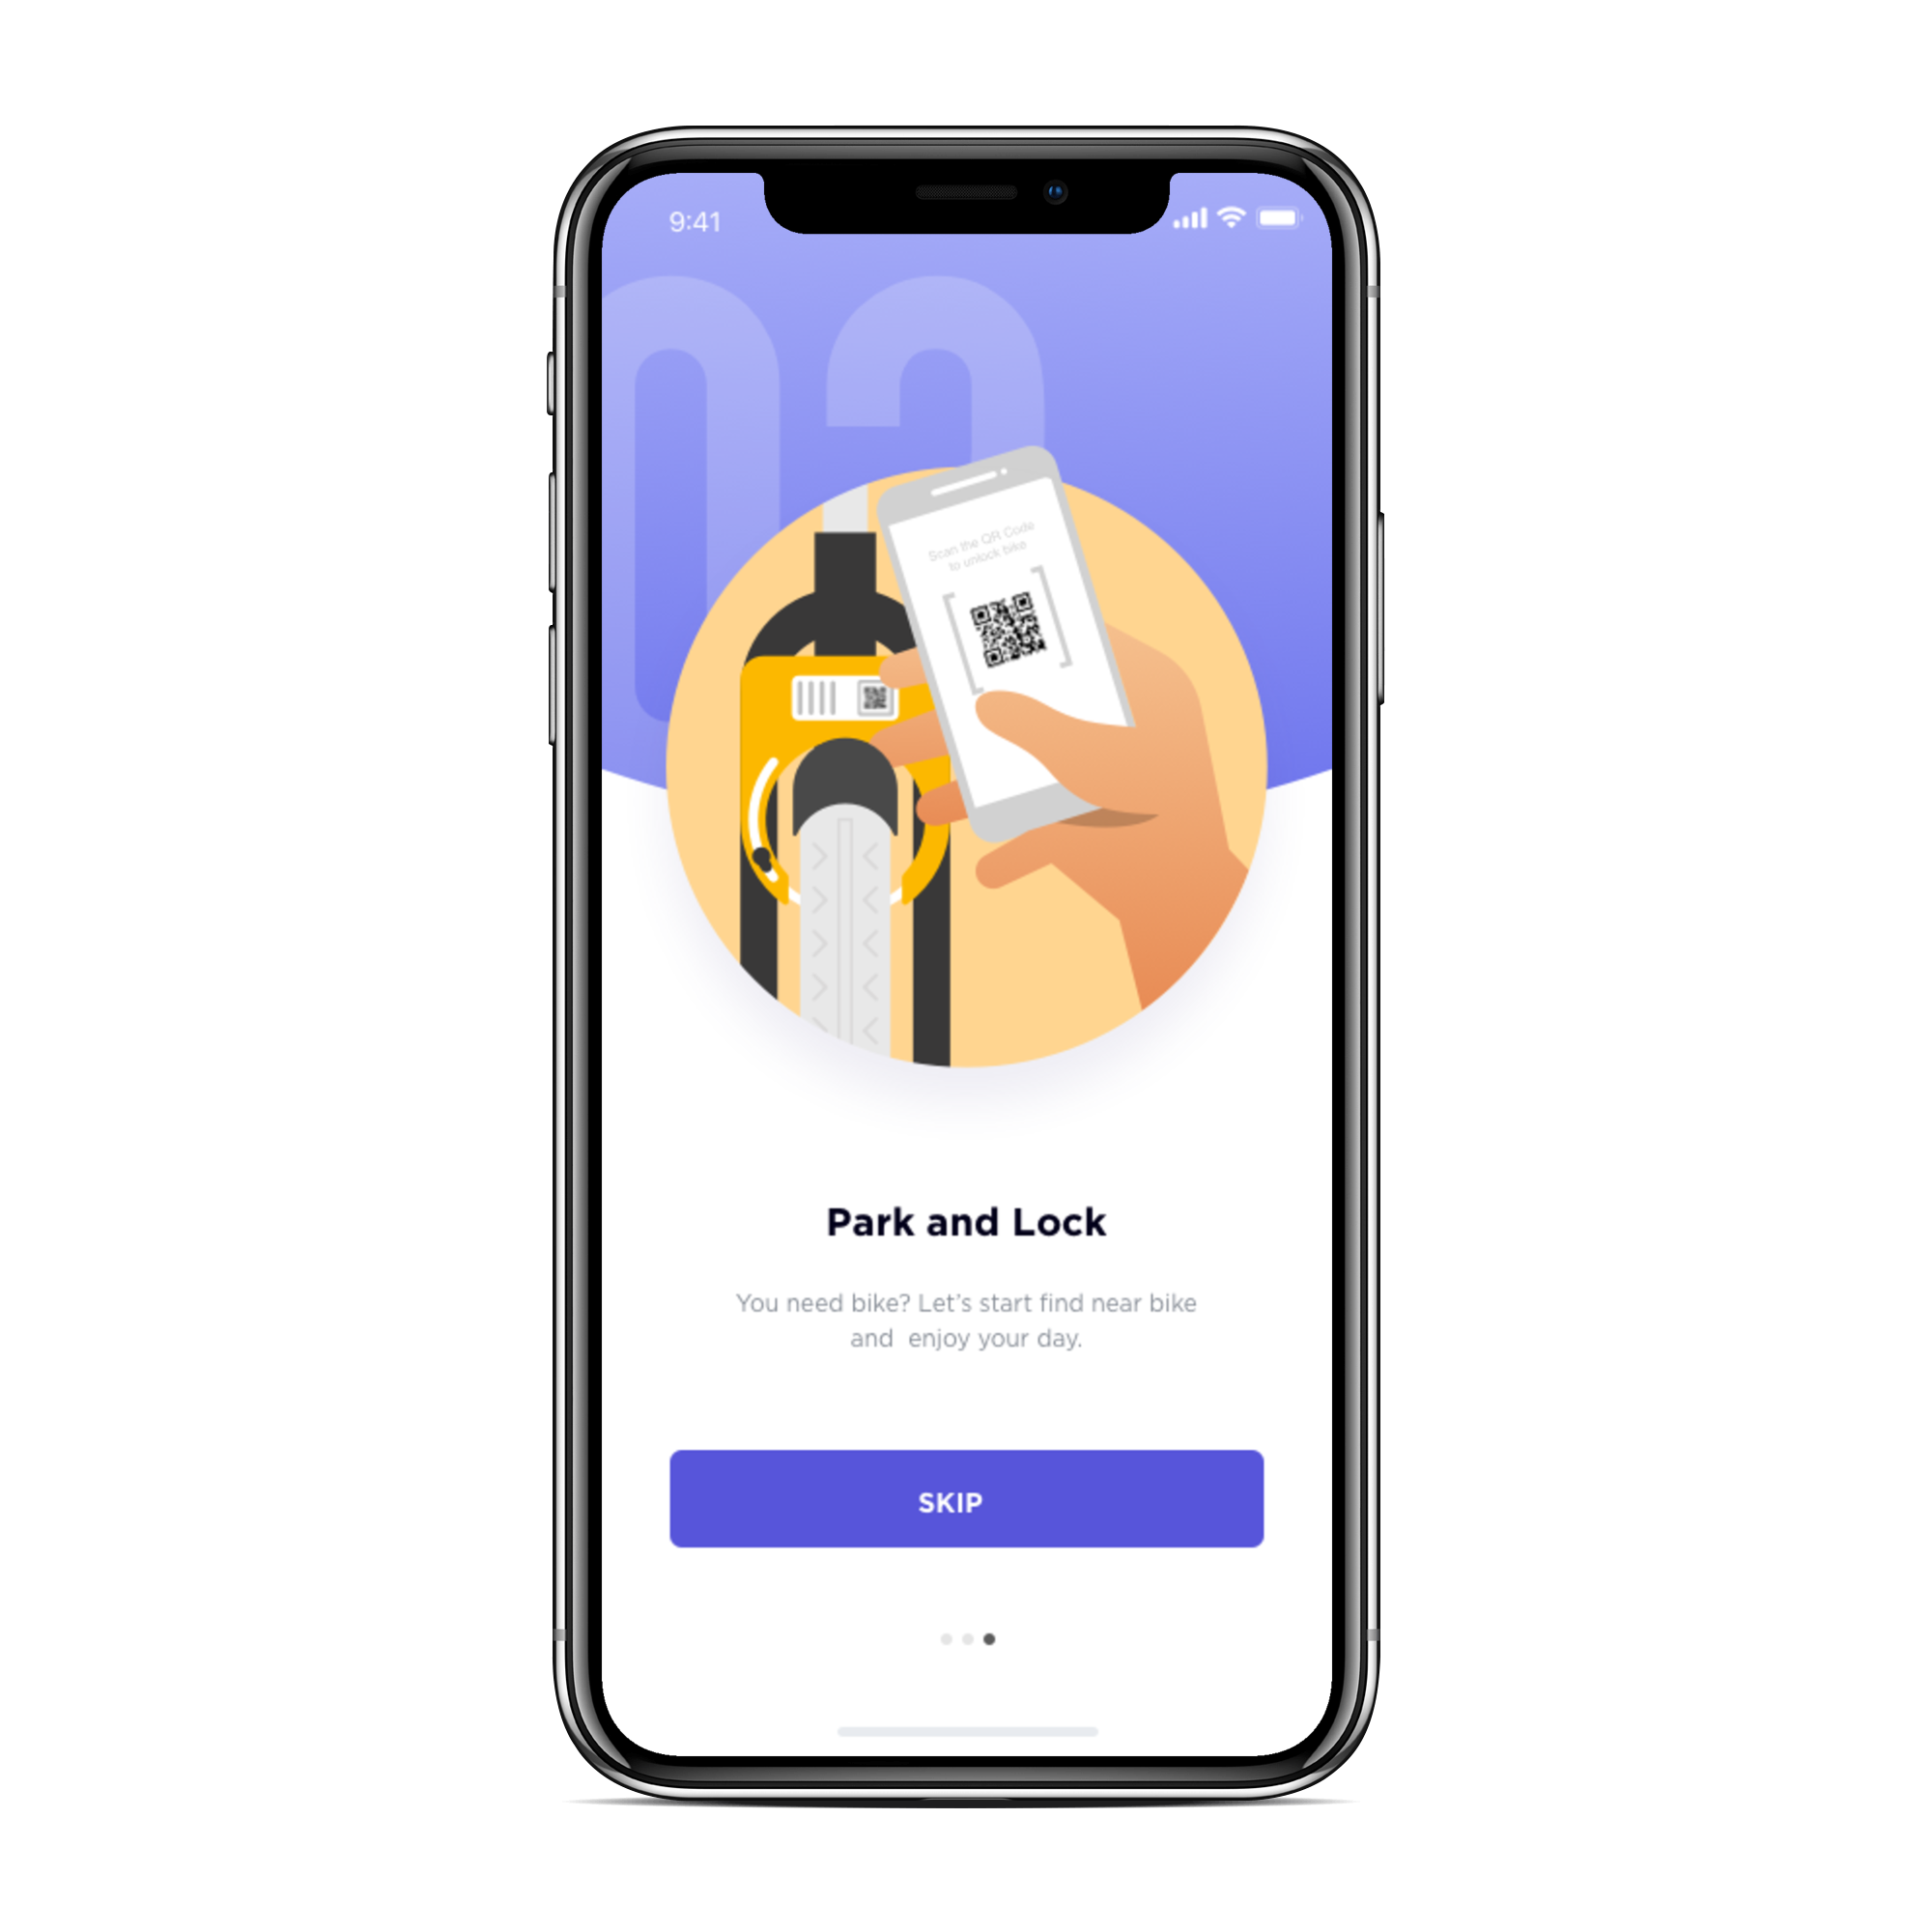 9:41
Scan the QR Code
to unlock bike
Park and Lock
You need bike? Let’s start find near bike
and  enjoy your day.
SKIP